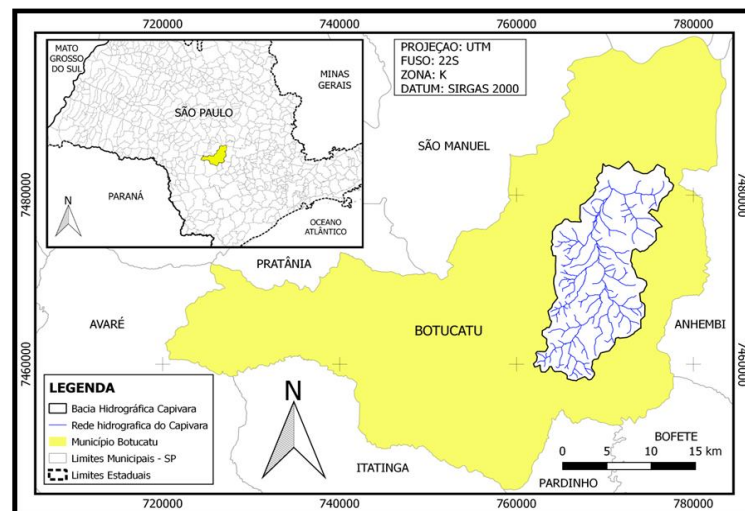 720000 740000 760000 780000
MATO
GROSSO
DO SUL
MINAS
GERAIS
SÃO PAULO
PARANÁ
OCEANO
ATLÂNTICO
N
PROJEÇAO: UTM
FUSO: 22S
ZONA: K
DATUM: SIRGAS 2000
SÃO MANUEL
7480000
7480000
PRATÂNIA
AVARÉ
BOTUCATU
ANHEMBI
7460000
7460000
LEGENDA
Bacia Hidrográfica Capivara
Rede hidrografica do Capivara
Município Botucatu
Limites Municipais - SP
Limites Estaduais
N
ITATINGA
BOFETE
0 5 10 15 km
PARDINHO
720000 740000 760000 780000